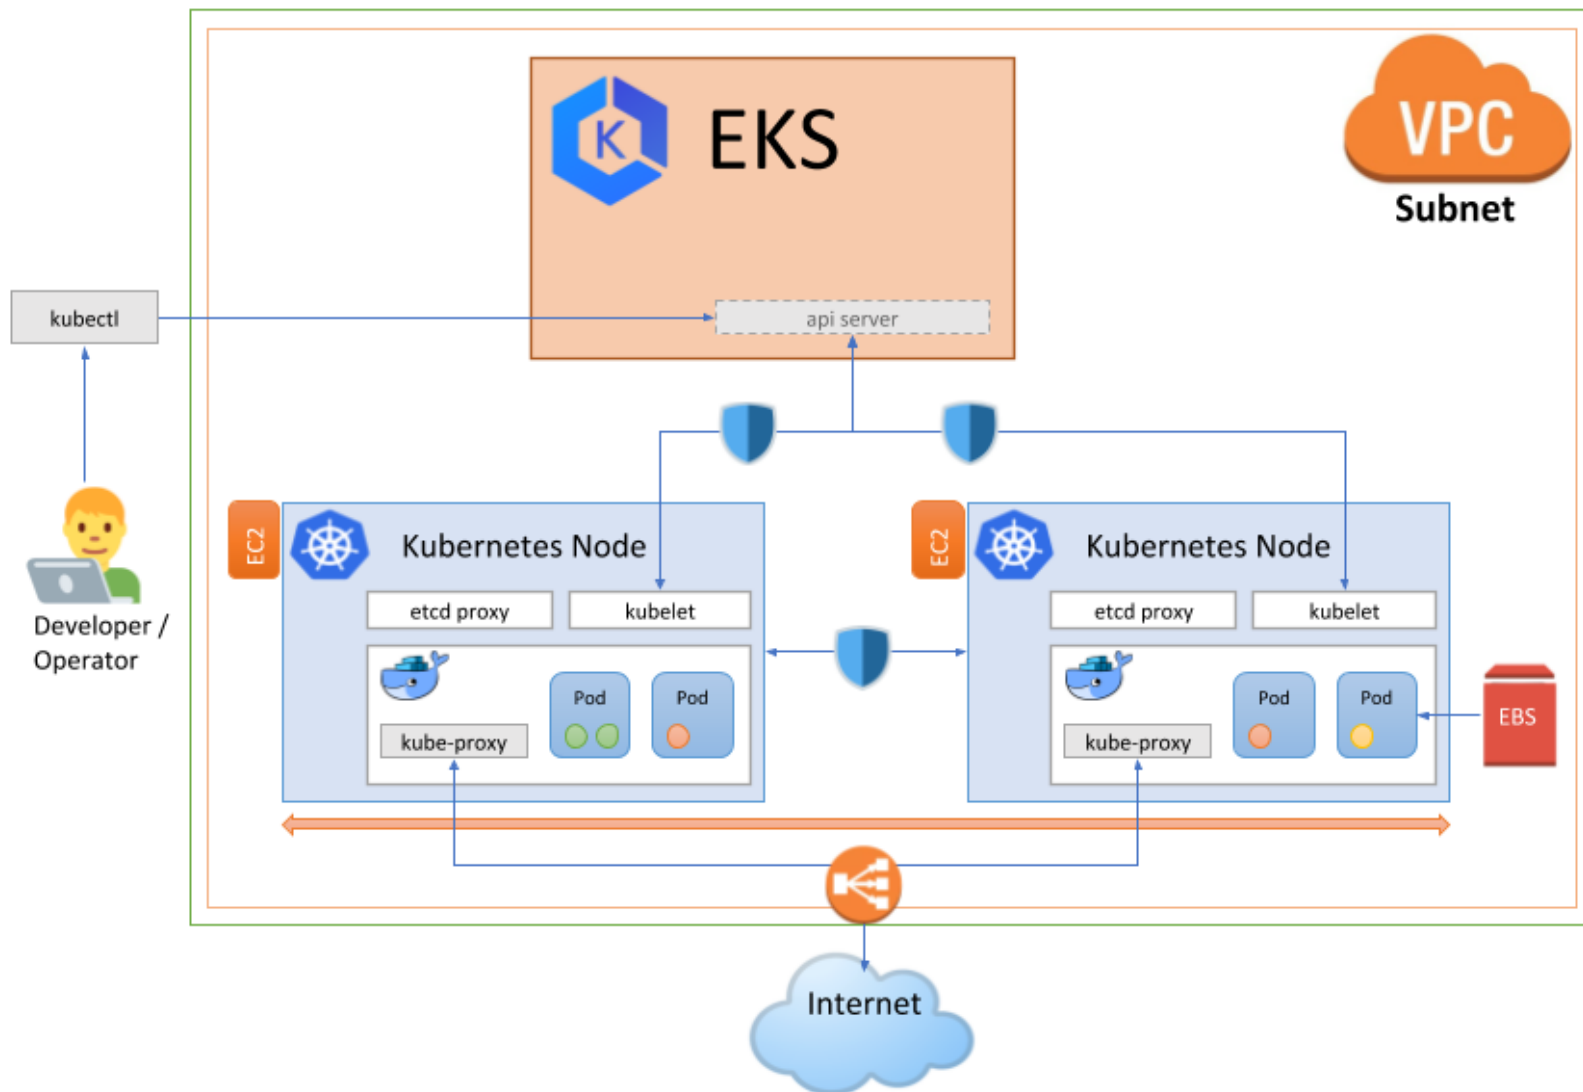 K
EKS
VPC
Subnet
kubectl
api server
EC2
Kubernetes Node
etcd proxy
kubelet
Pod
Pod
kube-proxy
EC2
Kubernetes Node
etcd proxy
kubelet
Pod
Pod
kube-proxy
EBS
Developer /
Operator
Internet